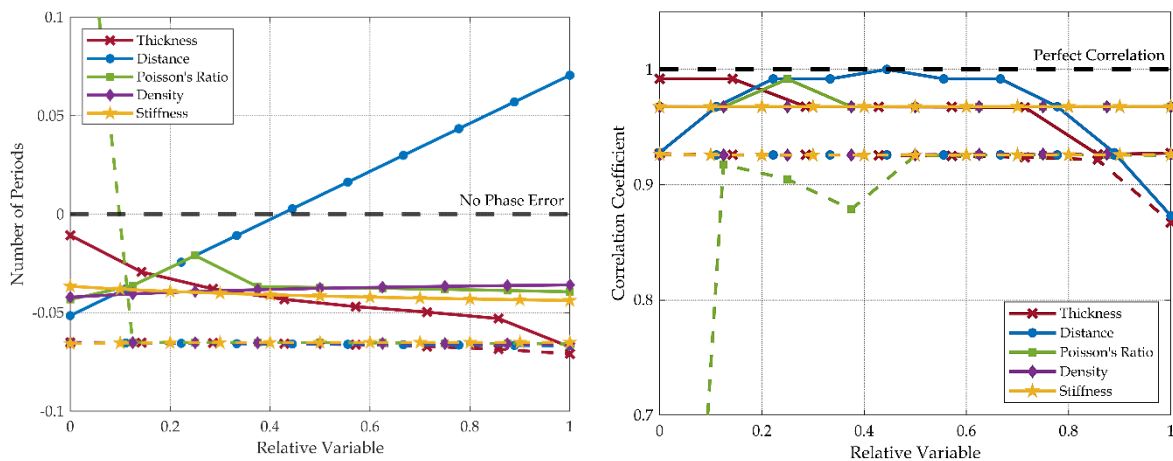 0.1
0.05
0
-0.05
-0.1
Number of Periods
Thickness
Distance
Poisson's Ratio
Density
Stiffness
No Phase Error
0 0.2 0.4 0.6 0.8 1
Relative Variable
1
0.9
0.8
0.7
Correlation Coefficient
Perfect Correlation
Thickness
Distance
Poisson's Ratio
Density
Stiffness
0 0.2 0.4 0.6 0.8 1
Relative Variable